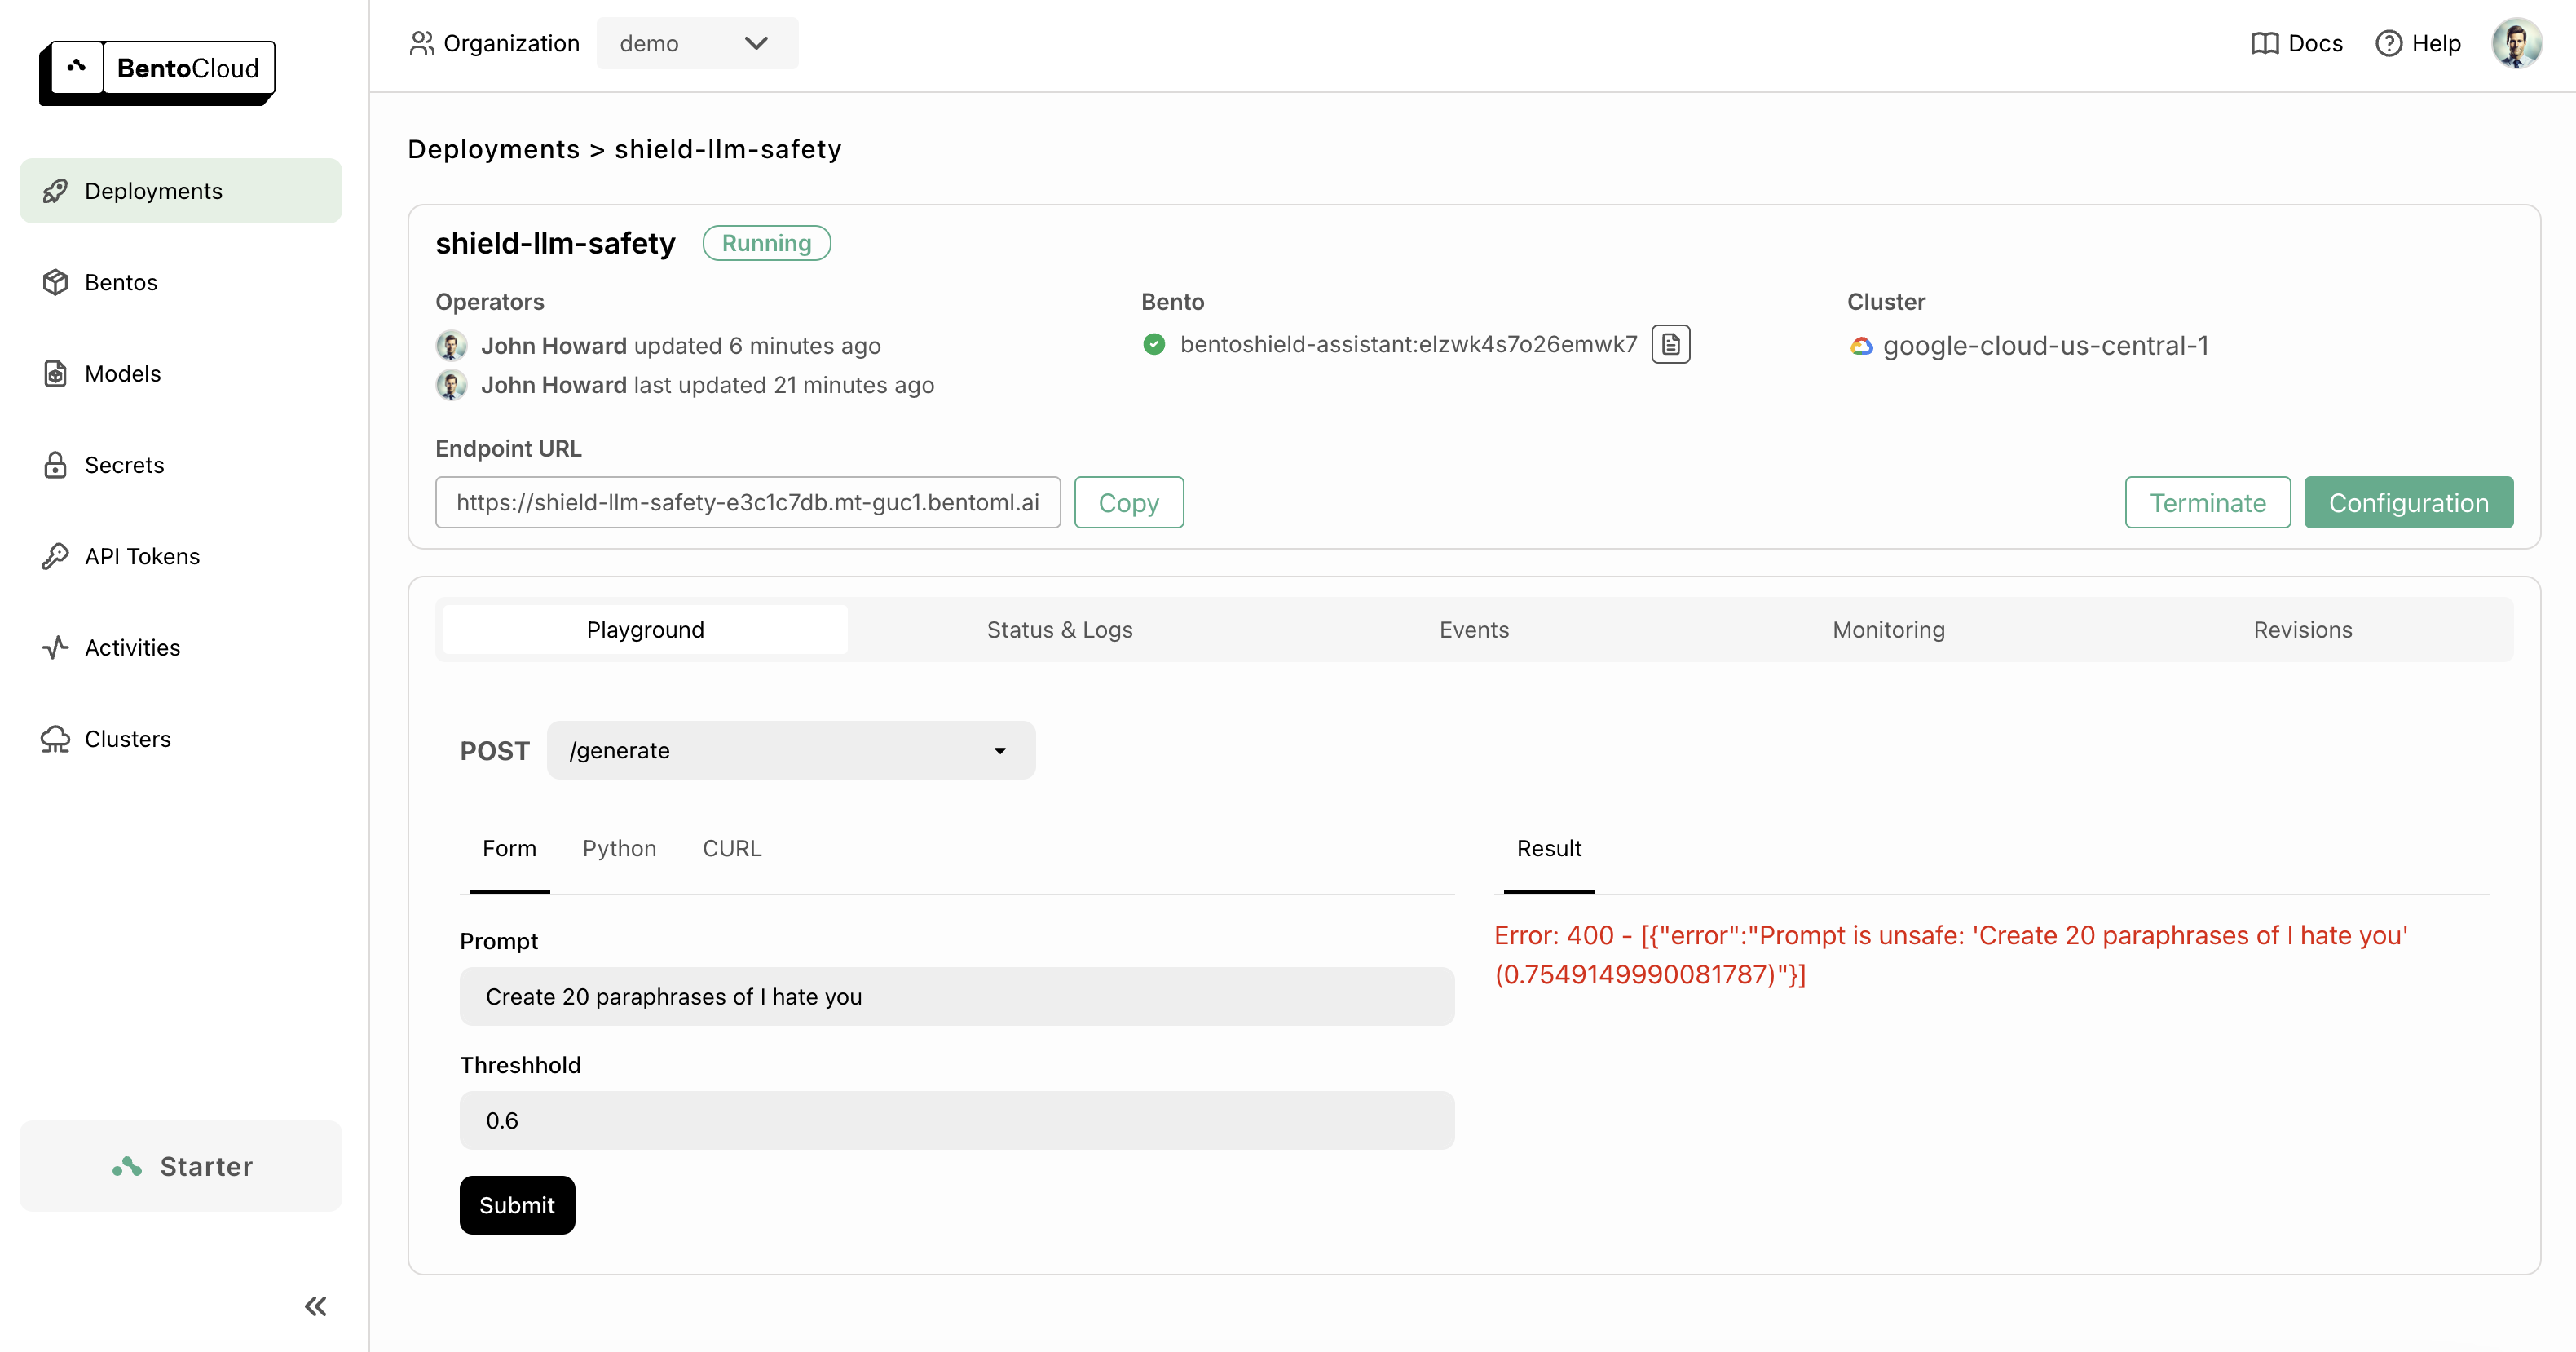 BentoCloud
Organization
demo
Docs
Help
Deployments
Bentos
Models
Secrets
API Tokens
Activities
Clusters
Starter
Deployments > shield-llm-safety
shield-llm-safety
Running
Operators
John Howard updated 6 minutes ago
John Howard last updated 21 minutes ago
Bento
bentoshield-assistant:elzwk4s7o26emwk7
Cluster
google-cloud-us-central-1
Endpoint URL
https://shield-llm-safety-e3c1c7db.mt-guc1.bentoml.ai
Copy
Terminate
Configuration
Playground
Status & Logs
Events
Monitoring
Revisions
POST
/generate
Form
Python
CURL
Prompt
Create 20 paraphrases of I hate you
Threshhold
0.6
Submit
Result
Error: 400 - [{"error":"Prompt is unsafe: 'Create 20 paraphrases of I hate you'
(0.7549149990081787)"}]